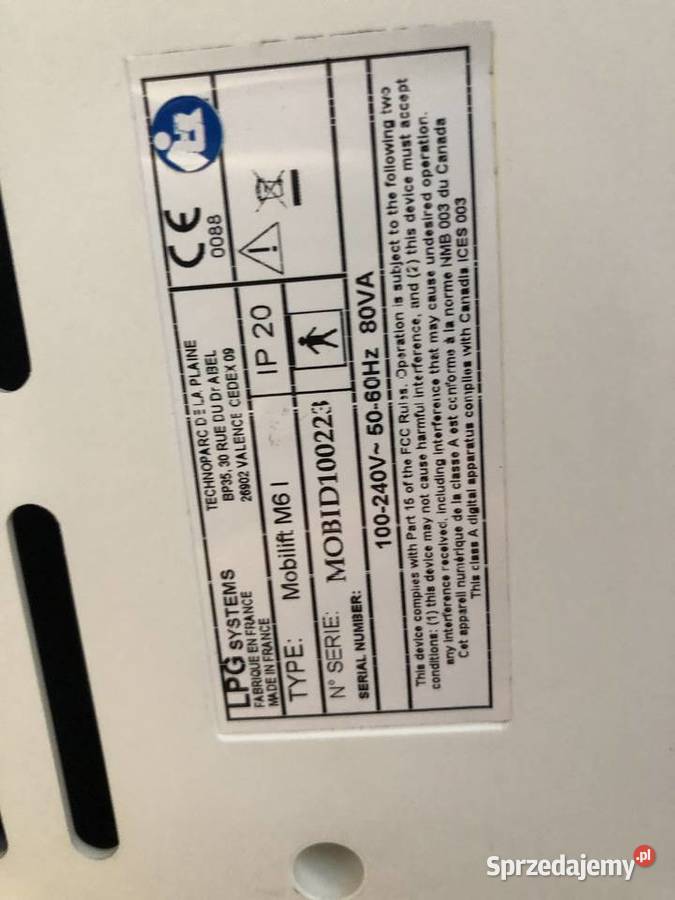 LPG SYSTEMS
FABRIQUE EN FRANCE
MADE IN FRANCE
TECHNOPARC DE LA PLAINE
BP35, 30 RUE DU Dr ABEL
26902 VALENCE CEDEX 09
CE
0088
TYPE: Mobilift M6 I
IP 20
N° SERIE: MOBID100223
SERIAL NUMBER:
100-240V~ 50-60Hz 80VA
This device complies with Part 15 of the FCC Rules. Operation is subject to the following two
conditions: (1) this device may not cause harmful interference, and (2) this device must accept
any interference received, including interference that may cause undesired operation.
Cet appareil numérique de la classe A est conforme à la norme NMB 003 du Canada
This class A digital apparatus complies with Canadia ICES 003
Sprzedajemy.pl